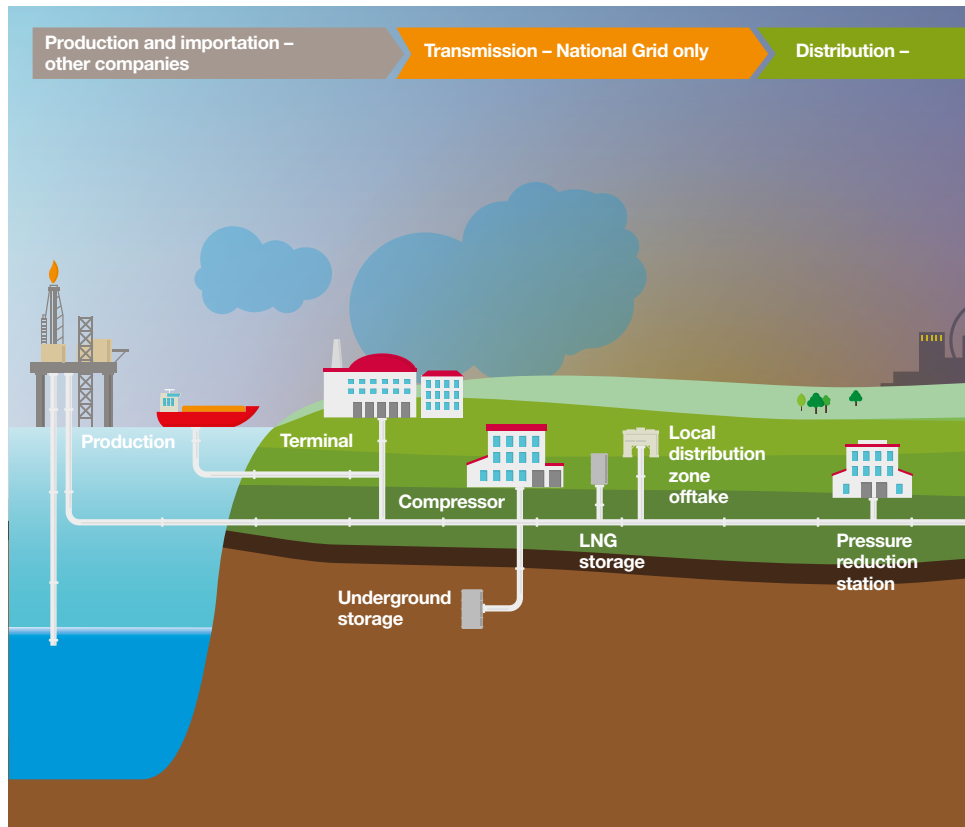 Production and importation –
other companies
Transmission – National Grid only
Distribution –
Production
Terminal
Compressor
Local
distribution
zone
offtake
LNG
storage
Pressure
reduction
station
Underground
storage